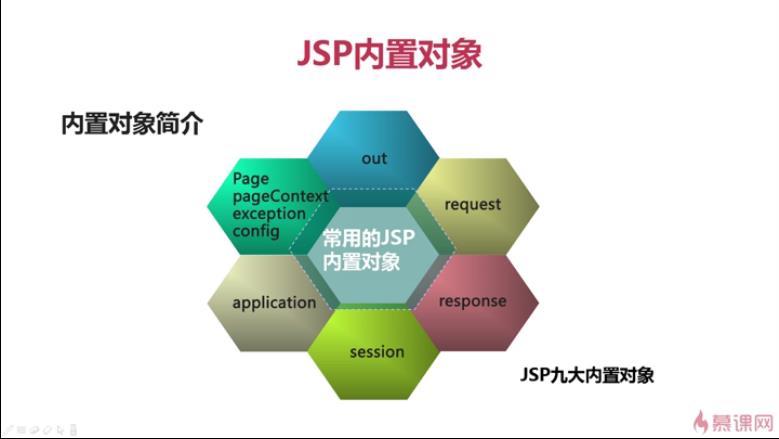 JSP内置对象
内置对象简介
out
Page
pageContext
exception
config
request
常用的JSP
内置对象
application
response
session
JSP九大内置对象
慕课网